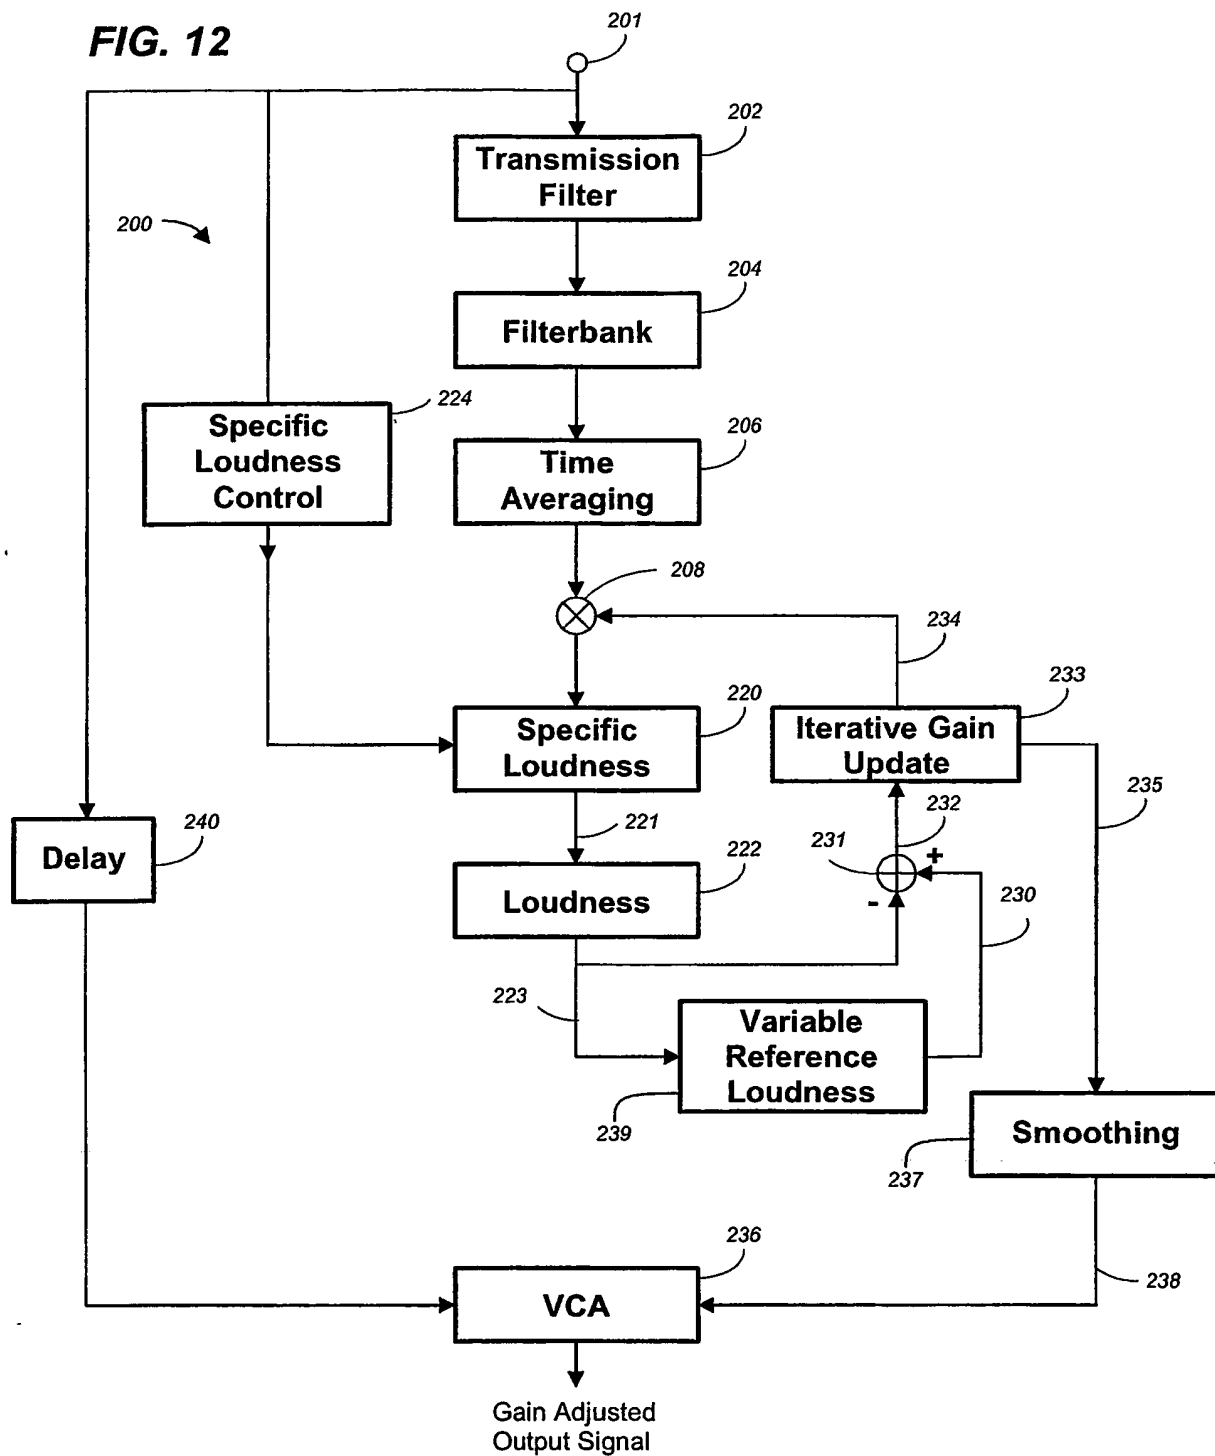 FIG. 12
201
202
Transmission
Filter
200
204
Filterbank
224
Specific
Loudness
Control
206
Time
Averaging
208
234
233
220
Specific
Loudness
Iterative Gain
Update
235
232
221
240
Delay
231
+
222
Loudness
-
230
223
Variable
Reference
Loudness
239
Smoothing
237
236
VCA
238
Gain Adjusted
Output Signal